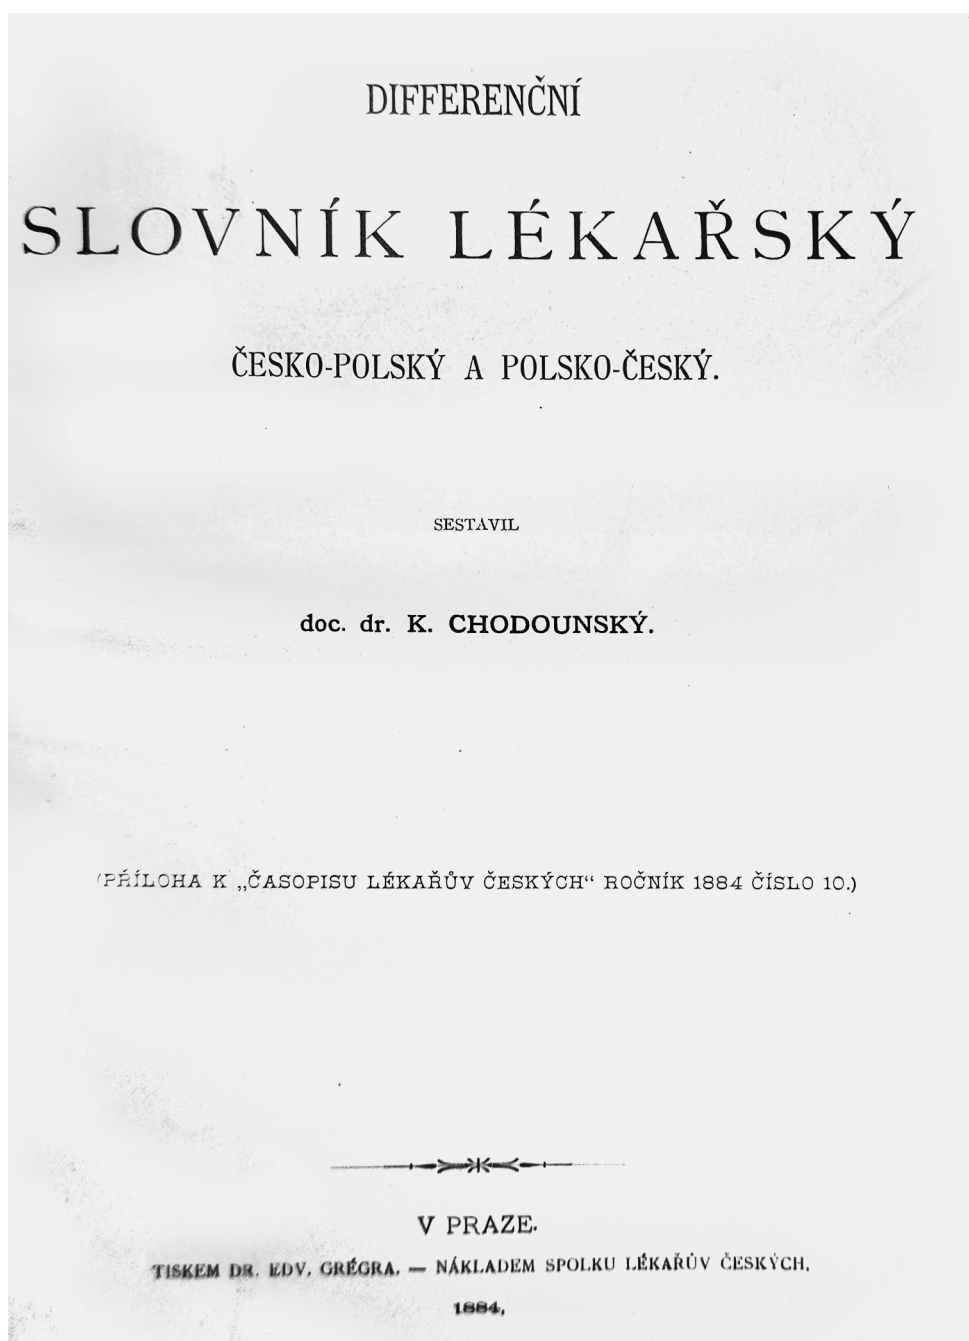 DIFFERENČNÍ
SLOVNÍK LÉKAŘSKÝ
ČESKO-POLSKÝ A POLSKO-ČESKÝ.
SESTAVIL
doc. dr. K. CHODOUNSKÝ.
(PŘÍLOHA K „ČASOPISU LÉKAŘŮV ČESKÝCH“ ROČNÍK 1884 ČÍSLO 10.)
V PRAZE.
TISKEM DR. EDV. GRÉGRA. — NÁKLADEM SPOLKU LÉKAŘŮV ČESKÝCH.
1884.